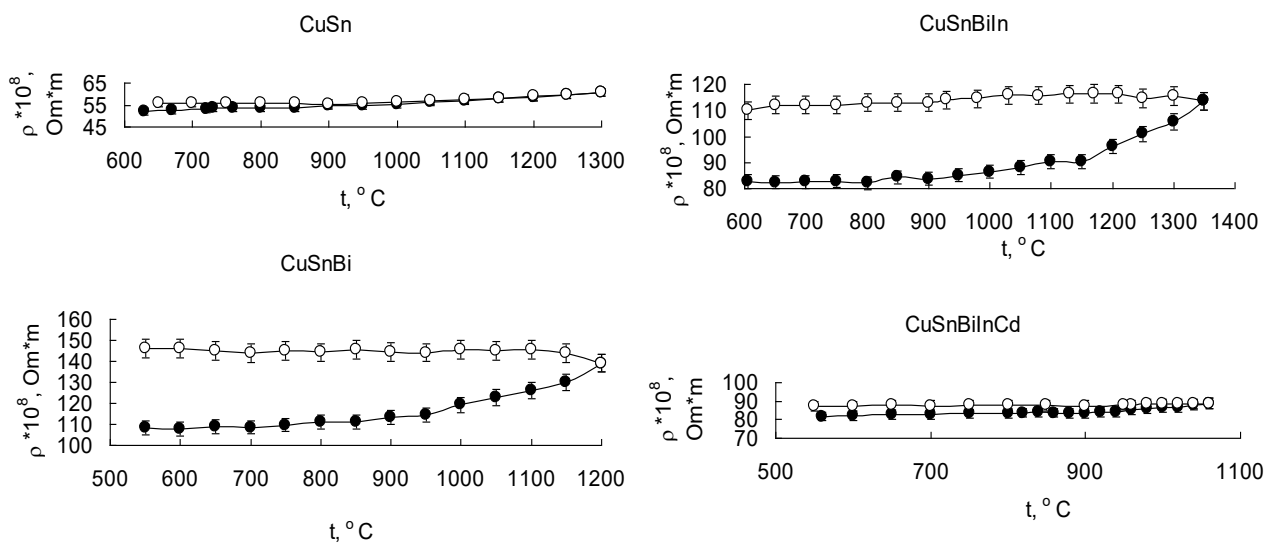 CuSn
65
55
45
ρ *10⁸,
Om*m
600 700 800 900 1000 1100 1200 1300
t, ° C
CuSnBiIn
120
110
100
90
80
ρ *10⁸, Om*m
600 700 800 900 1000 1100 1200 1300 1400
t, ° C
CuSnBi
160
150
140
130
120
110
100
ρ *10⁸, Om*m
500 600 700 800 900 1000 1100 1200
t, ° C
CuSnBiInCd
100
90
80
70
ρ *10⁸,
Om*m
500 700 900 1100
t, ° C